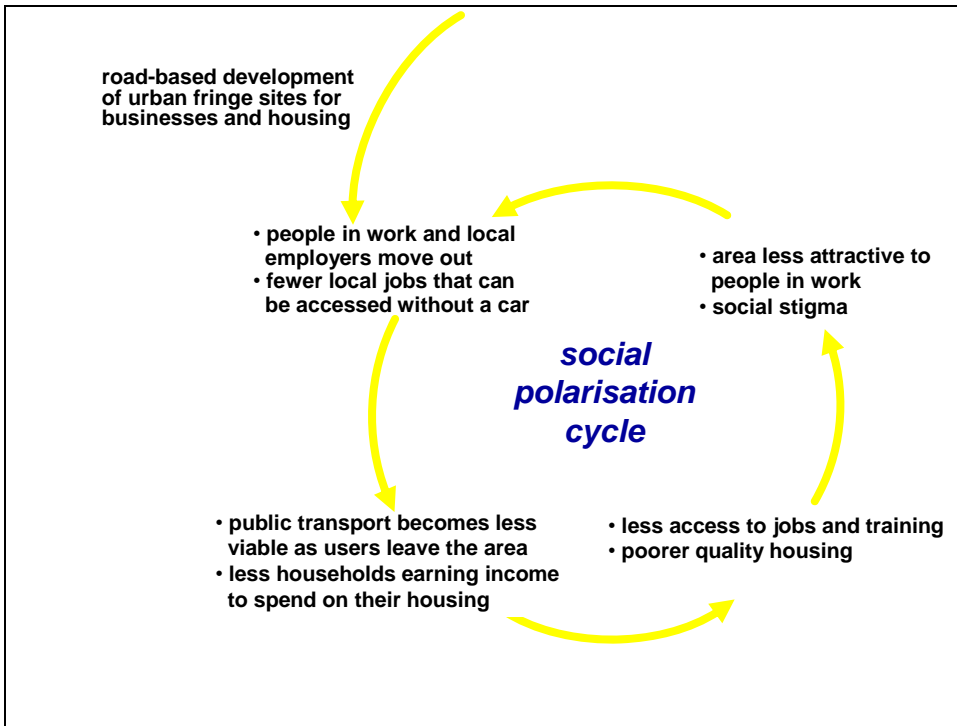 road-based development
of urban fringe sites for
businesses and housing
• people in work and local
employers move out
• fewer local jobs that can
be accessed without a car
• area less attractive to
people in work
• social stigma
social
polarisation
cycle
• public transport becomes less
viable as users leave the area
• less households earning income
to spend on their housing
• less access to jobs and training
• poorer quality housing